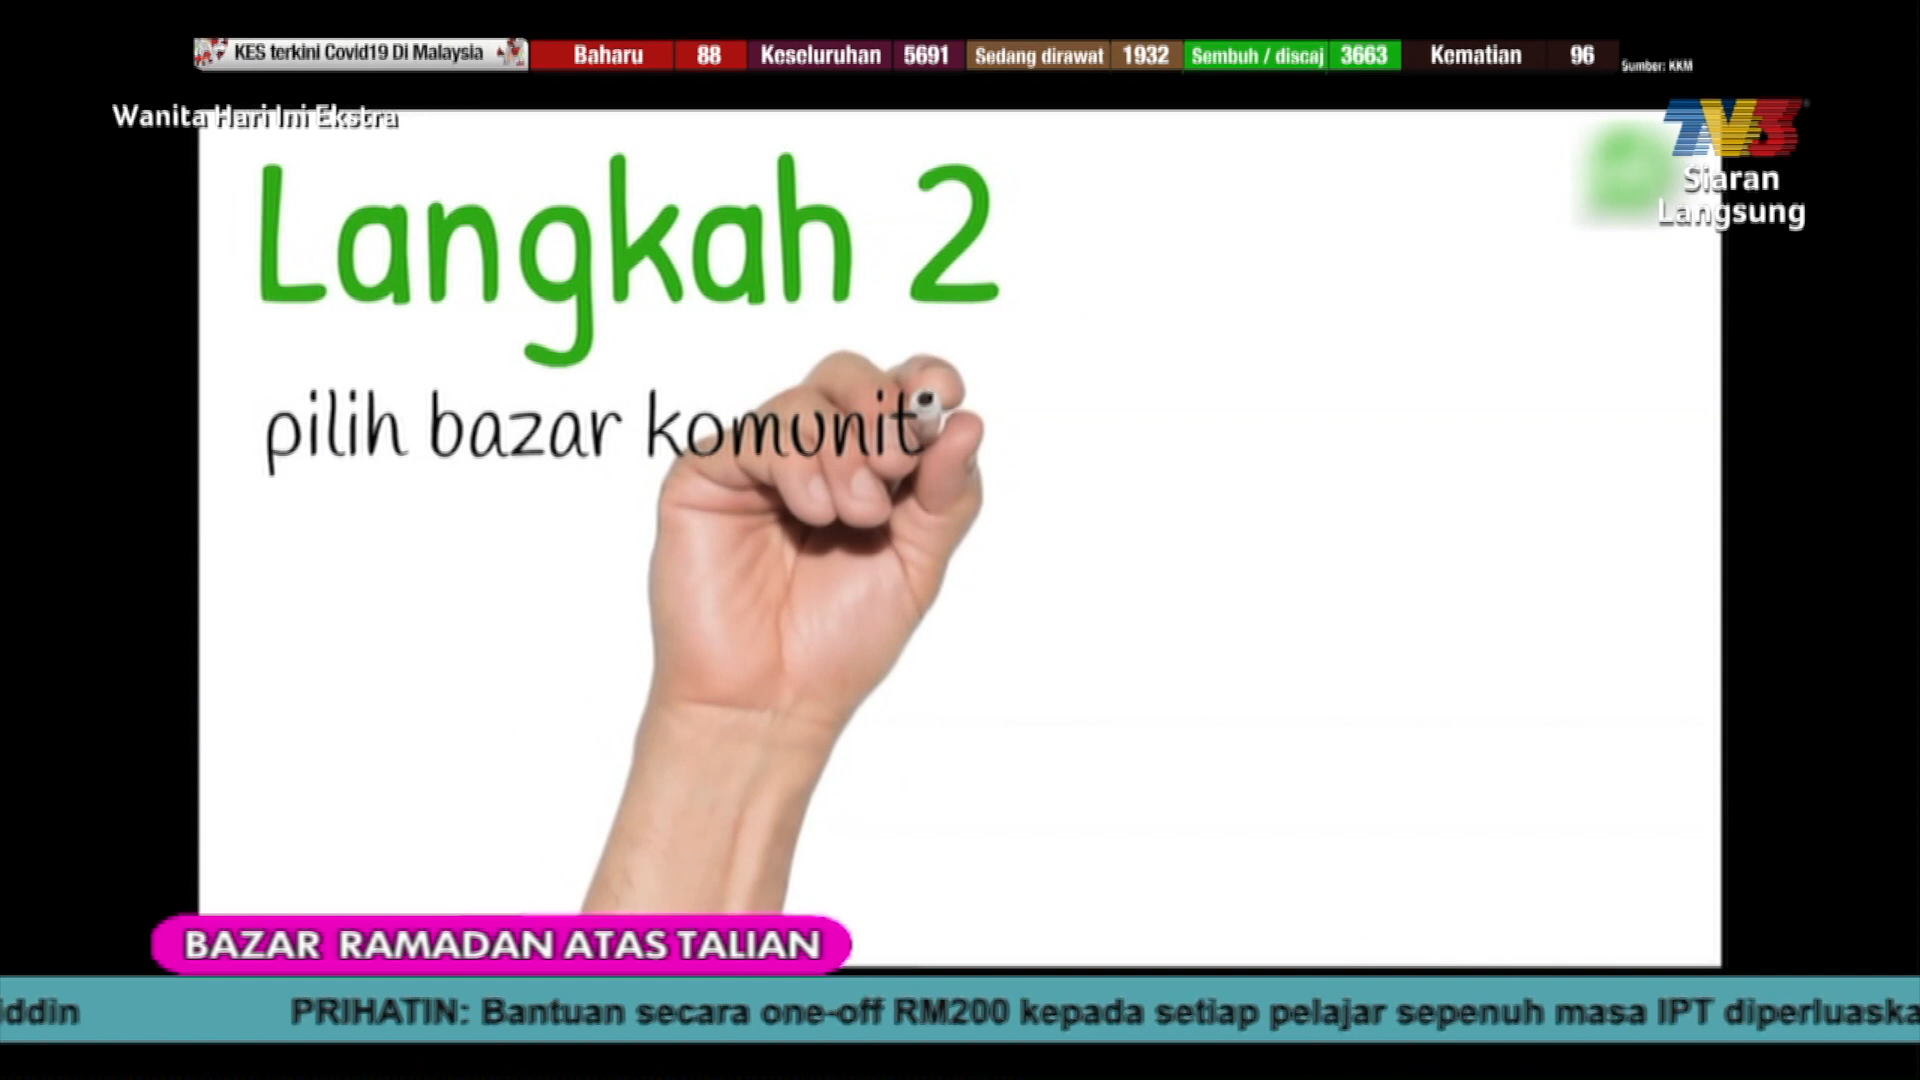 KES terkini Covid19 Di Malaysia Baharu 88 Keseluruhan 5691 Sedang dirawat 1932 Sembuh / discaj 3663 Kematian 96 Sumber: KKM
Wanita Hari Ini Ekstra
TV3
Siaran
Langsung
Langkah 2
pilih bazar komunit
BAZAR RAMADAN ATAS TALIAN
iddin PRIHATIN: Bantuan secara one-off RM200 kepada setiap pelajar sepenuh masa IPT diperluaska